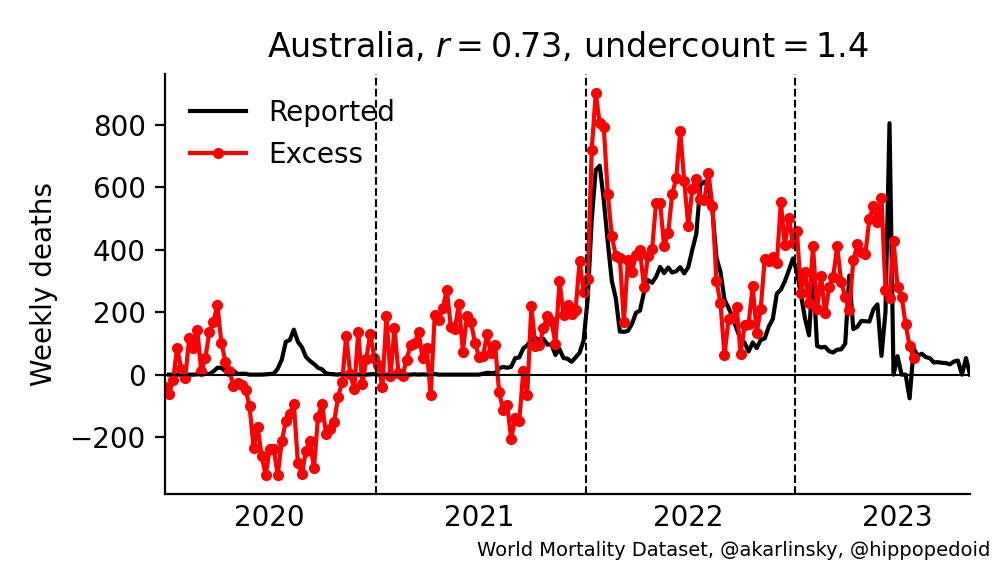 Australia, r = 0.73, undercount = 1.4
Reported
Excess
Weekly deaths
800
600
400
200
0
−200
2020 2021 2022 2023
World Mortality Dataset, @akarlinsky, @hippopedoid